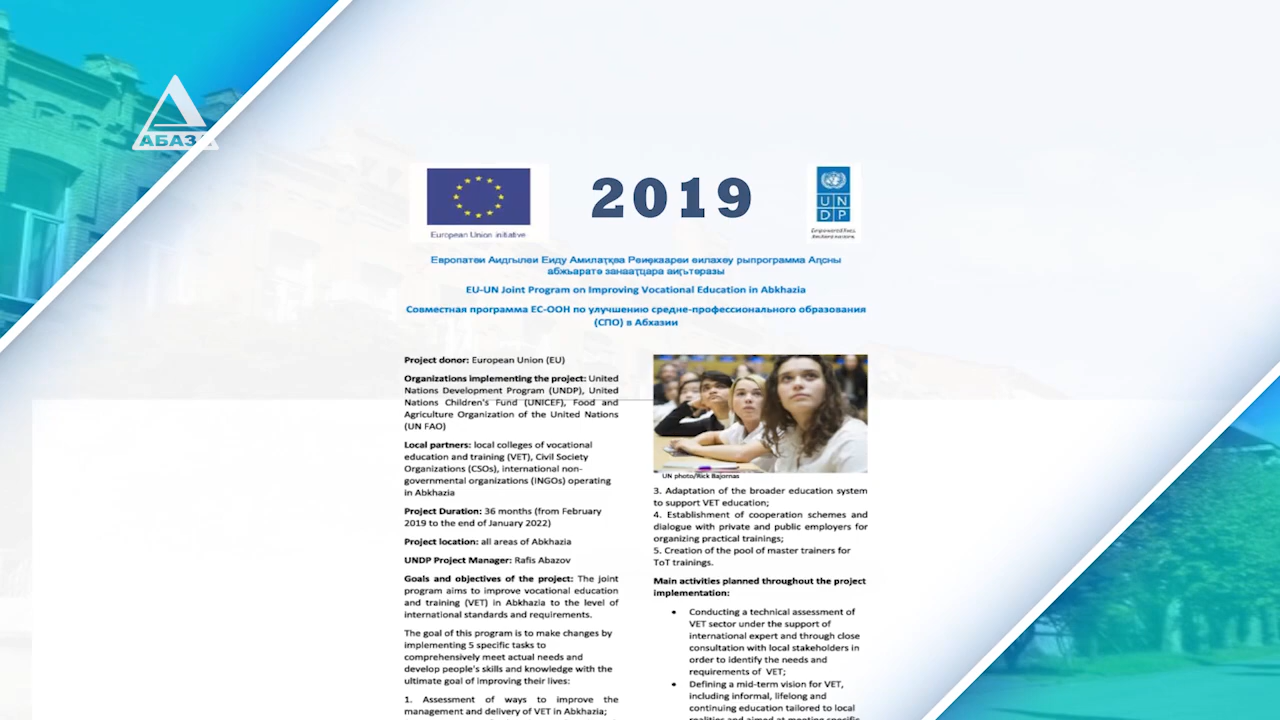 АБАЗА
2019
European Union initiative
UN
DP
Empowered lives.
Resilient nations.
Европатәи Аидгылеи Еиду Амилаҭқәа Реиҿкаареи еилахәу рыпрограмма Аԥсны
абжьаратә занааҭҵара аиӷьтәразы
EU-UN Joint Program on Improving Vocational Education in Abkhazia
Совместная программа ЕС-ООН по улучшению средне-профессионального образования
(СПО) в Абхазии
Project donor: European Union (EU)
Organizations implementing the project: United
Nations Development Program (UNDP), United
Nations Children's Fund (UNICEF), Food and
Agriculture Organization of the United Nations
(UN FAO)
Local partners: local colleges of vocational
education and training (VET), Civil Society
Organizations (CSOs), international non-
governmental organizations (INGOs) operating
in Abkhazia
Project Duration: 36 months (from February
2019 to the end of January 2022)
Project location: all areas of Abkhazia
UNDP Project Manager: Rafis Abazov
Goals and objectives of the project: The joint
program aims to improve vocational education
and training (VET) in Abkhazia to the level of
international standards and requirements.
The goal of this program is to make changes by
implementing 5 specific tasks to
comprehensively meet actual needs and
develop people's skills and knowledge with the
ultimate goal of improving their lives:
1. Assessment of ways to improve the
management and delivery of VET in Abkhazia;
UN photo/Rick Bajornas
3. Adaptation of the broader education system
to support VET education;
4. Establishment of cooperation schemes and
dialogue with private and public employers for
organizing practical trainings;
5. Creation of the pool of master trainers for
ToT trainings.
Main activities planned throughout the project
implementation:
• Conducting a technical assessment of
VET sector under the support of
international expert and through close
consultation with local stakeholders in
order to identify the needs and
requirements of VET;
• Defining a mid-term vision for VET,
including informal, lifelong and
continuing education tailored to local
realities and aimed at meeting specific